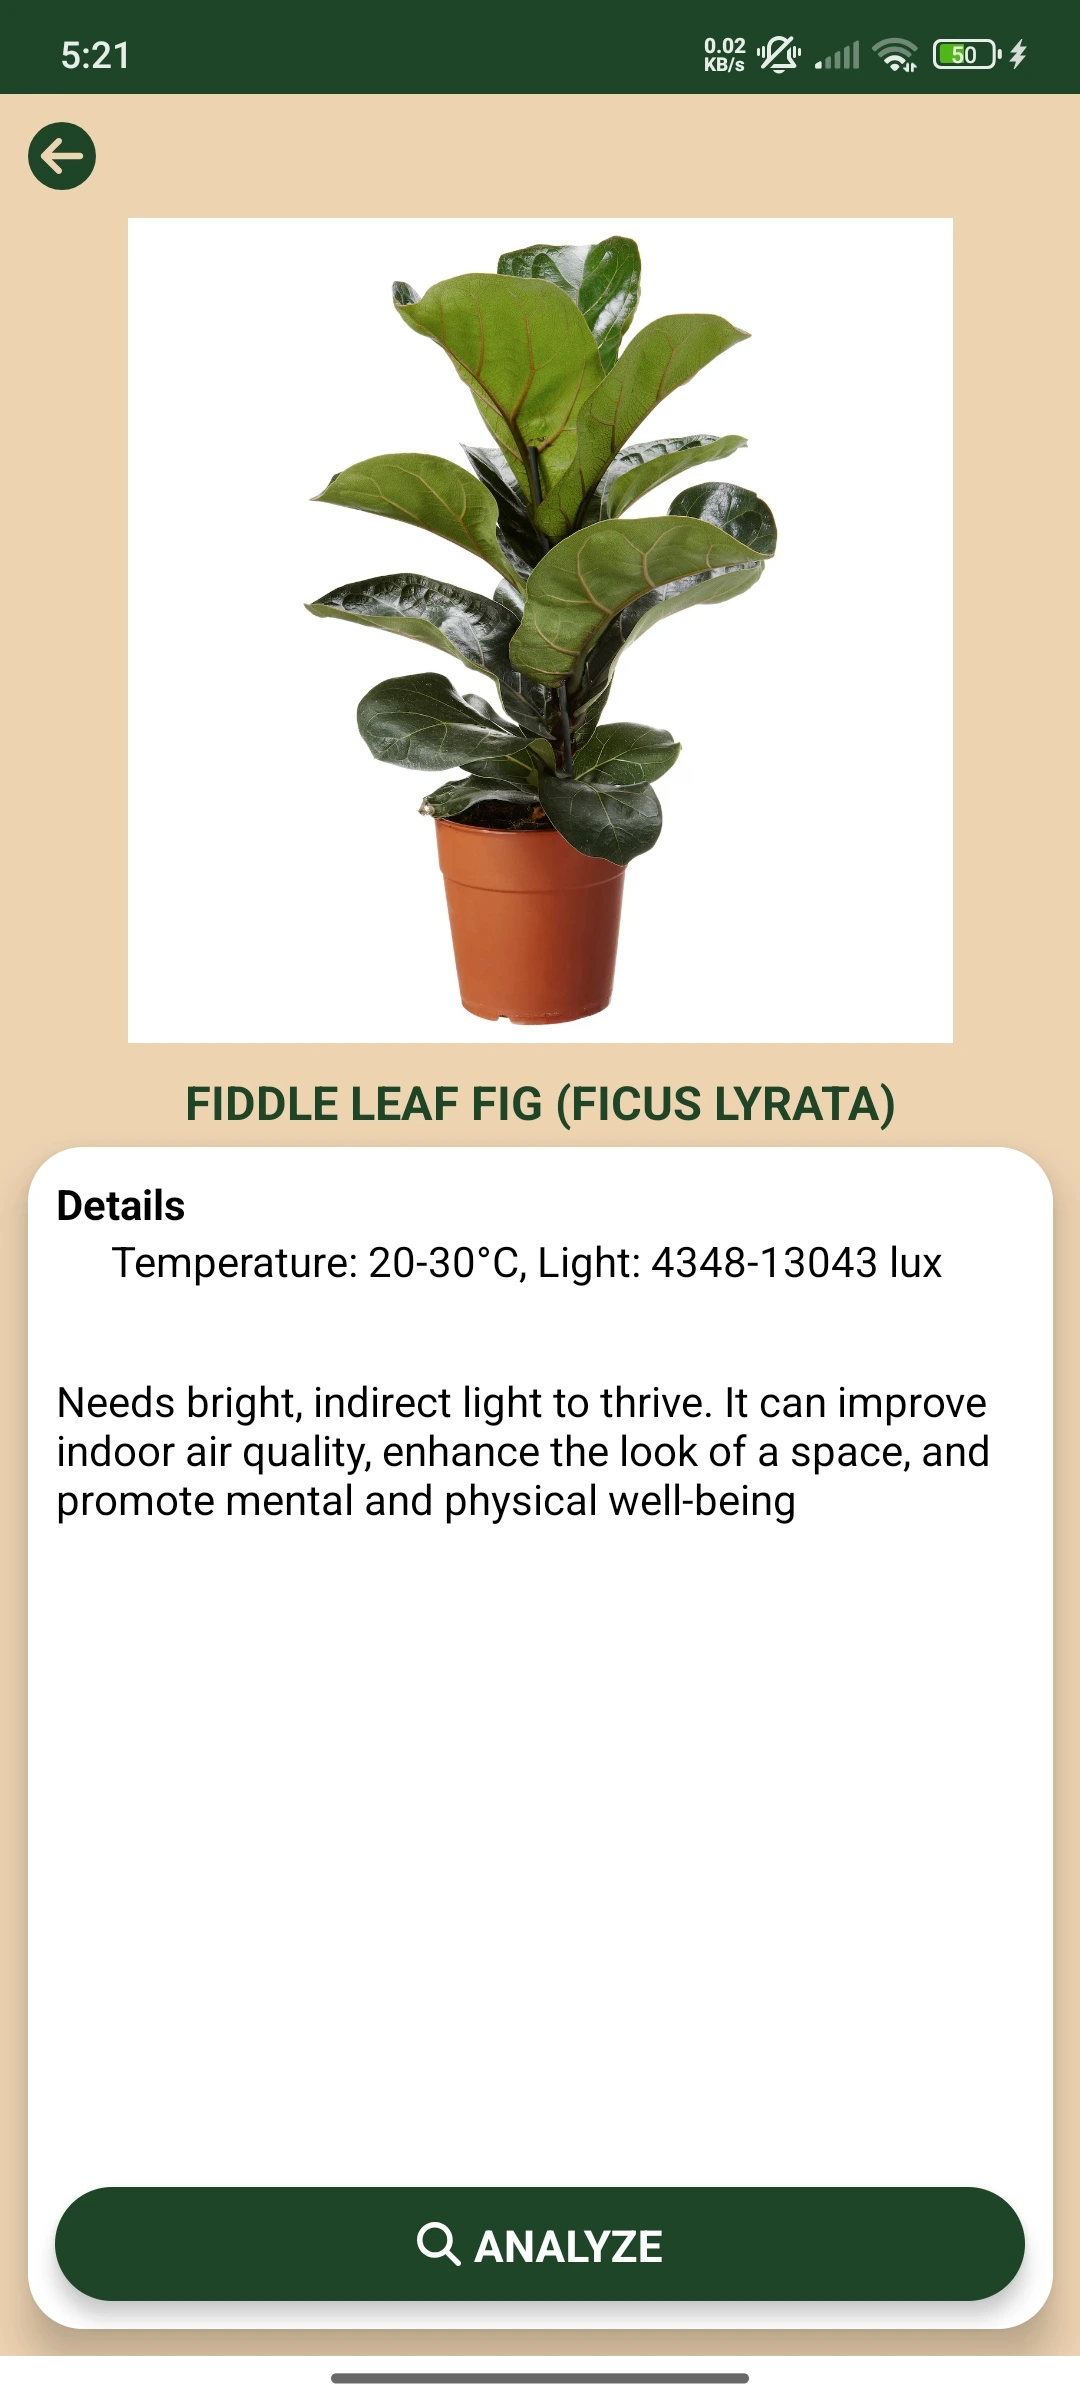 5:21
0.02
KB/s
50
FIDDLE LEAF FIG (FICUS LYRATA)
Details
Temperature: 20-30°C, Light: 4348-13043 lux
Needs bright, indirect light to thrive. It can improve
indoor air quality, enhance the look of a space, and
promote mental and physical well-being
ANALYZE